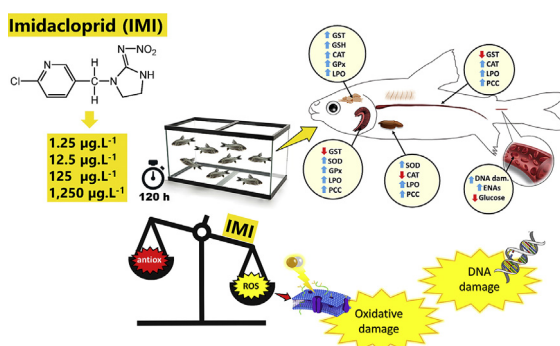 Imidacloprid (IMI)
N-NO₂
Cl
N
H
C
H
N
NH
1.25 µg.L⁻¹
12.5 µg.L⁻¹
125 µg.L⁻¹
1,250 µg.L⁻¹
120 h
GST
GSH
CAT
GPx
LPO
GST
CAT
LPO
PCC
GST
SOD
GPx
LPO
PCC
SOD
CAT
LPO
PCC
DNA dam.
ENAs
Glucose
IMI
antiox
ROS
Oxidative
damage
DNA
damage